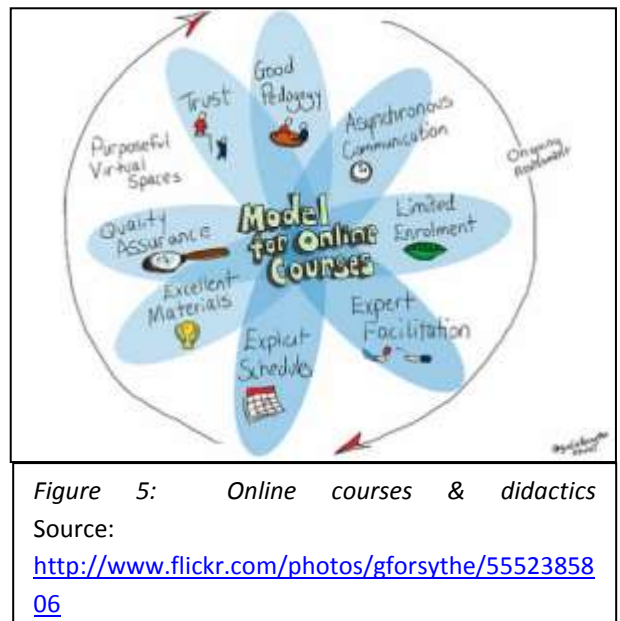 Trust
Good
Pedagogy
Asynchronous
Communication
Ongoing
Assessment
Purposeful
Virtual
Spaces
Limited
Enrolment
Quality
Assurance
Model
for Online
Courses
Excellent
Materials
Expert
Facilitation
Explicit
Schedules
Figure 5: Online courses & didactics
Source:
http://www.flickr.com/photos/gforsythe/55523858
06